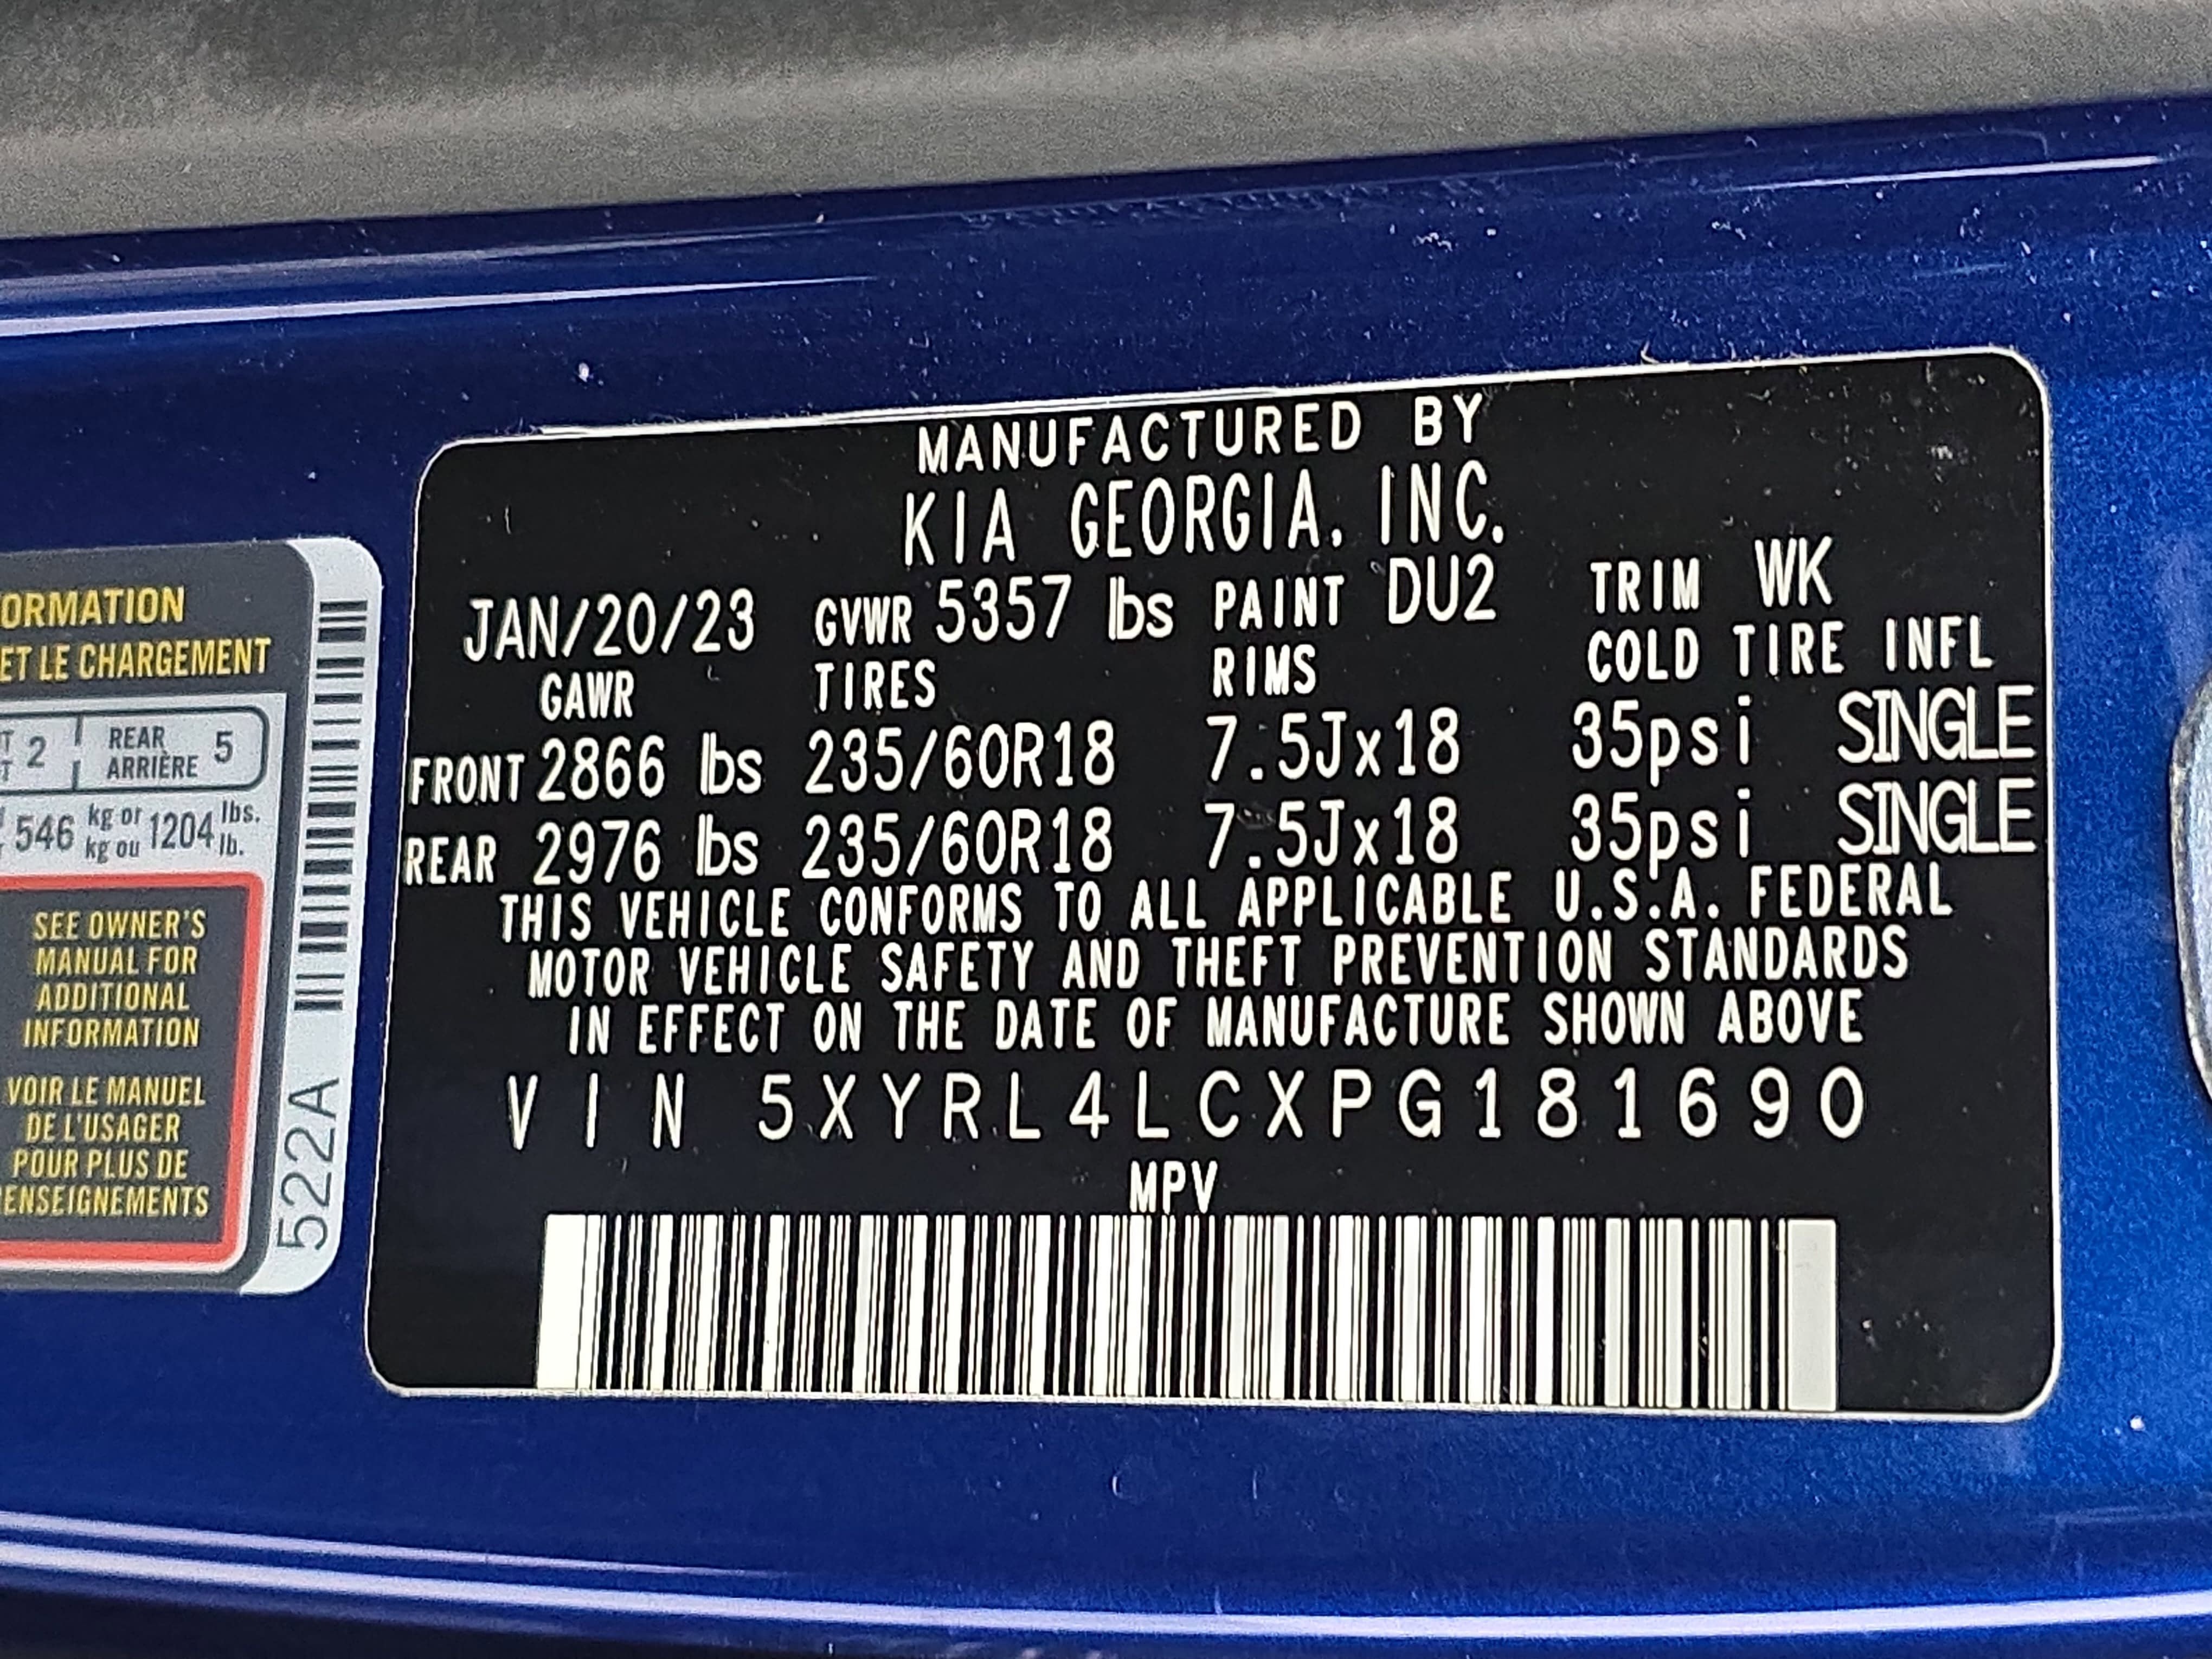 ORMATION
ET LE CHARGEMENT
2 REAR ARRIÈRE 5
546 kg or kg ou 1204 lbs. lb.
SEE OWNER'S
MANUAL FOR
ADDITIONAL
INFORMATION
VOIR LE MANUEL
DE L'USAGER
POUR PLUS DE
ENSEIGNEMENTS
522A
MANUFACTURED BY
KIA GEORGIA, INC.
JAN/20/23 GVWR 5357 lbs PAINT DU2 TRIM WK
GAWR TIRES RIMS COLD TIRE INFL
FRONT 2866 lbs 235/60R18 7.5Jx18 35psi SINGLE
REAR 2976 lbs 235/60R18 7.5Jx18 35psi SINGLE
THIS VEHICLE CONFORMS TO ALL APPLICABLE U.S.A. FEDERAL
MOTOR VEHICLE SAFETY AND THEFT PREVENTION STANDARDS
IN EFFECT ON THE DATE OF MANUFACTURE SHOWN ABOVE
VIN 5XYRL4LCXPG181690
MPV